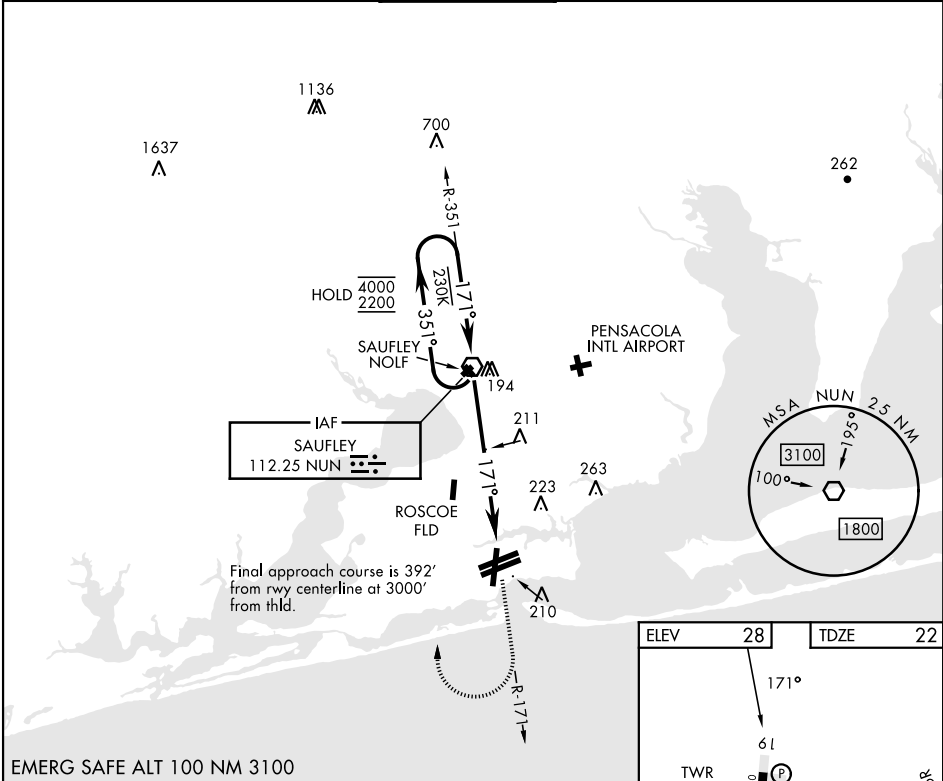 1136
700
1637
262
R-351
HOLD 4000
2200
230K
171°
351°
SAUFLEY
NOLF
PENSACOLA
INTL AIRPORT
194
IAF
SAUFLEY
112.25 NUN
211
171°
263
223
ROSCOE
FLD
MSA NUN 25 NM
195°
3100
100°
1800
Final approach course is 392'
from rwy centerline at 3000'
from thld.
210
R-171
ELEV 28 TDZE 22
171°
19
TWR
P
EMERG SAFE ALT 100 NM 3100